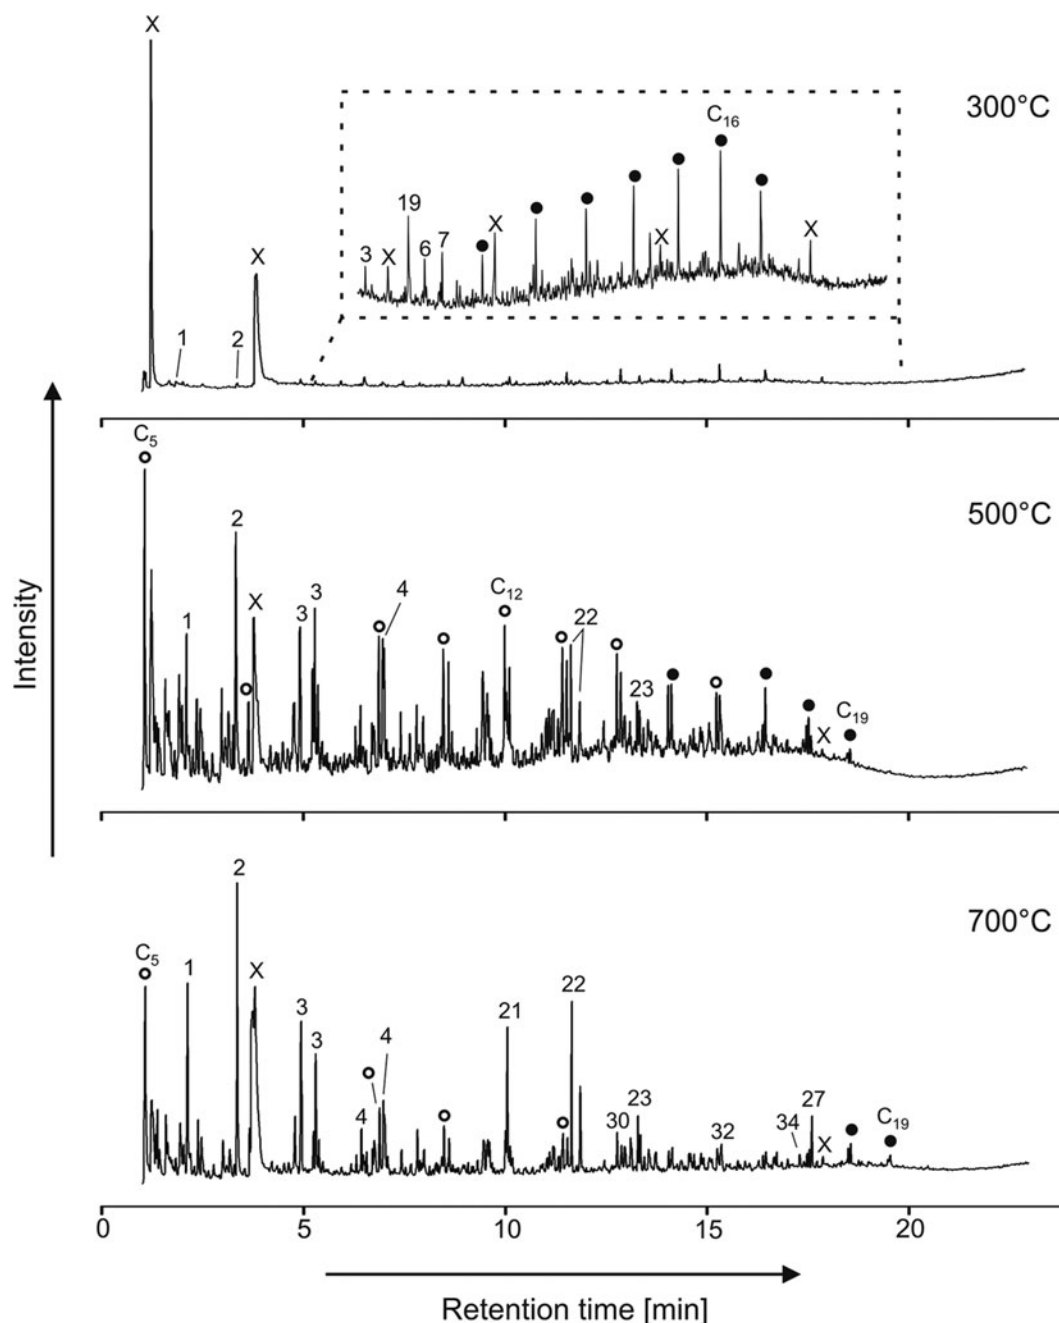 X
300°C
C16
19
X
3 X 6 7
X
X
X
1
2
C5
500°C
2
C12
3
4
X
1
3
22
23
C19
X
2
700°C
C5
1
X
22
3
21
3
4
4
23
27
30
32
34
C19
X
0 5 10 15 20
Intensity
Retention time [min]